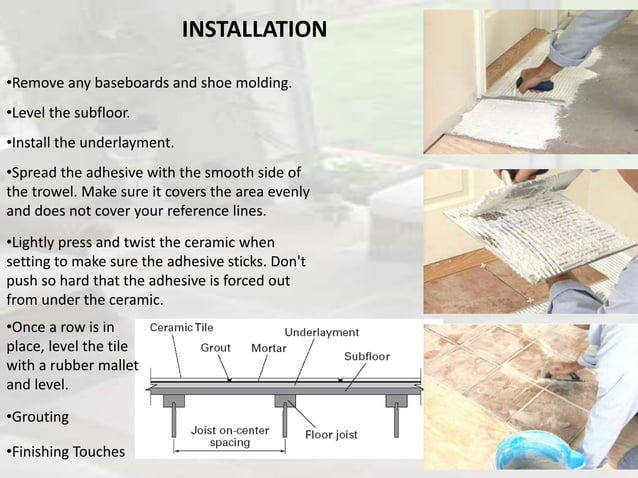 INSTALLATION
•Remove any baseboards and shoe molding.
•Level the subfloor.
•Install the underlayment.
•Spread the adhesive with the smooth side of
the trowel. Make sure it covers the area evenly
and does not cover your reference lines.
•Lightly press and twist the ceramic when
setting to make sure the adhesive sticks. Don't
push so hard that the adhesive is forced out
from under the ceramic.
•Once a row is in
place, level the tile
with a rubber mallet
and level.
•Grouting
•Finishing Touches
Ceramic Tile
Underlayment
Grout
Mortar
Subfloor
Joist on-center
spacing
Floor joist